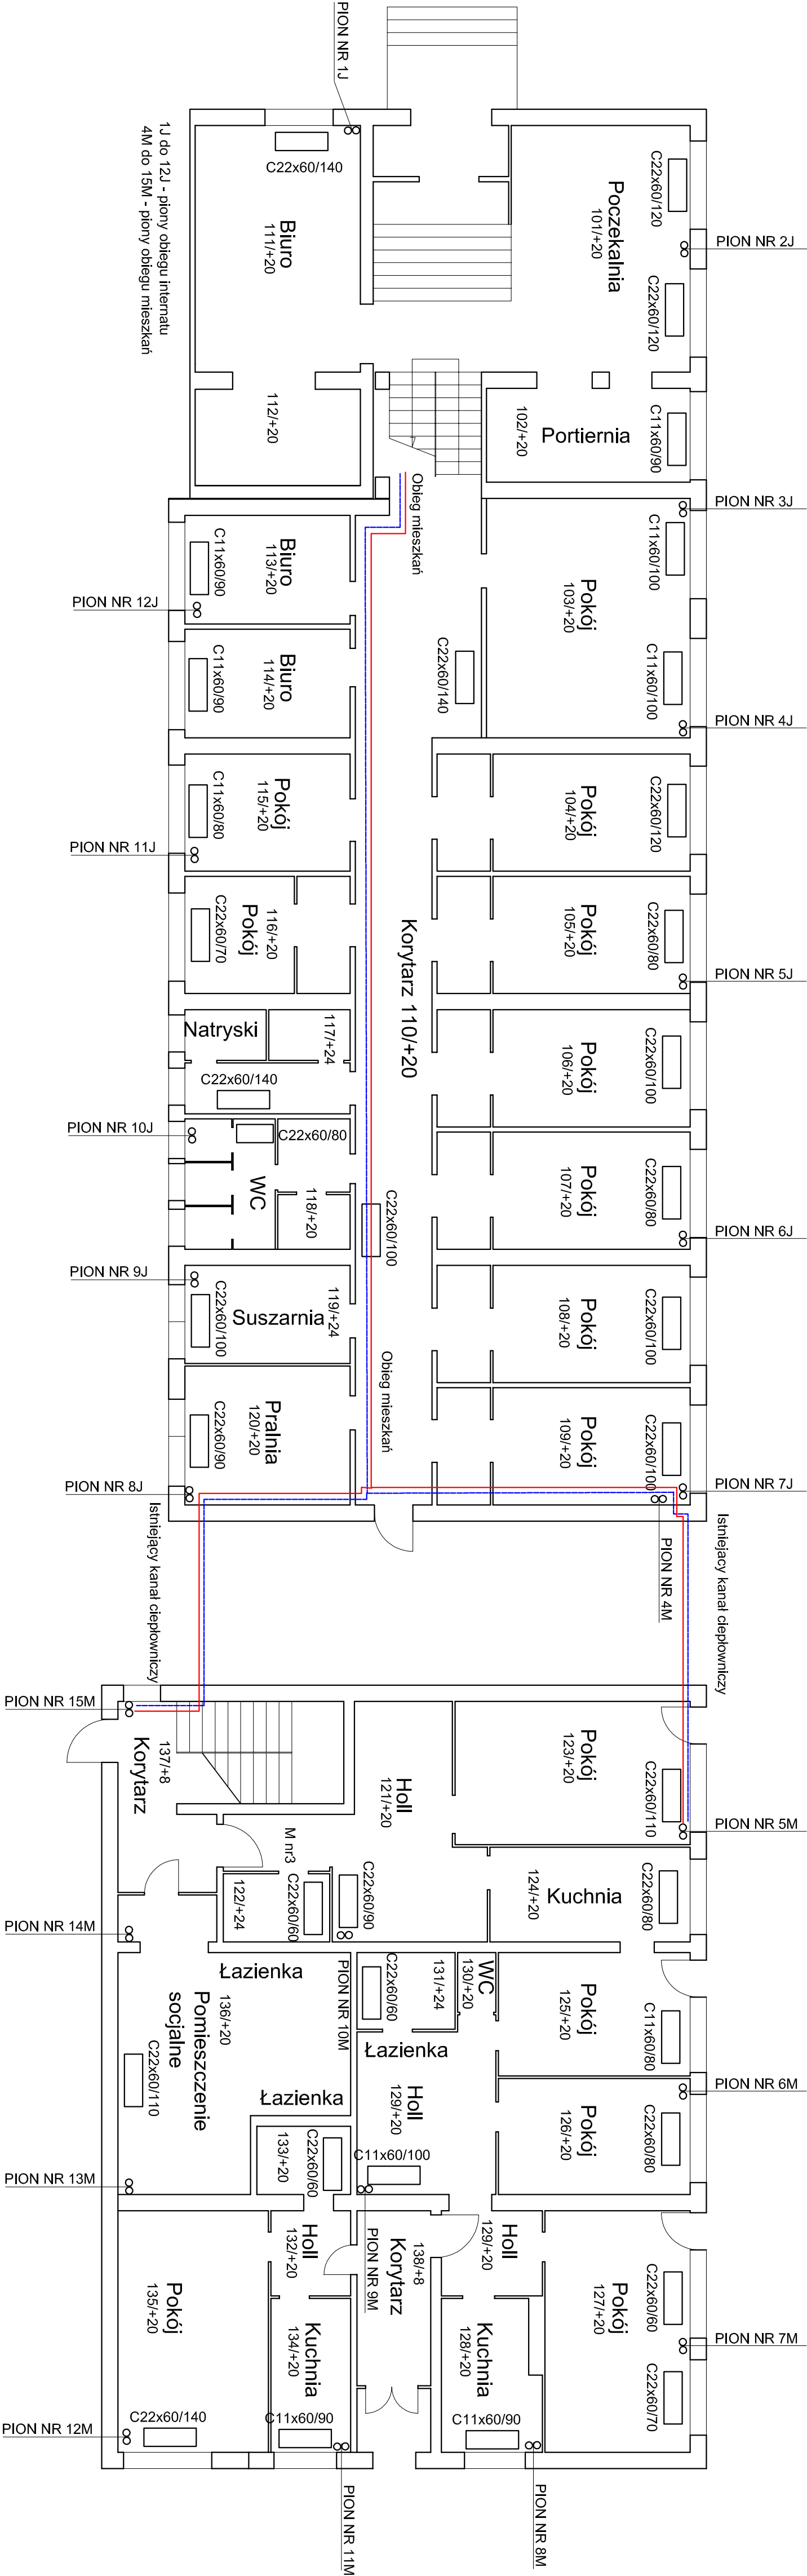 PION NR 1J
1J do 12J - piony obiegu internatu
4M do 15M - piony obiegu mieszkań
C22x60/140
Biuro
111/+20
112/+20
Poczekalnia
101/+20
C22x60/120
PION NR 2J
C22x60/120
Portiernia
102/+20
C11x60/90
Obieg mieszkań
PION NR 3J
C11x60/100
Pokój
103/+20
C11x60/100
PION NR 4J
C22x60/140
Biuro
113/+20
C11x60/90
PION NR 12J
Biuro
114/+20
C11x60/90
Pokój
115/+20
C11x60/80
PION NR 11J
Pokój
104/+20
C22x60/120
116/+20
Pokój
C22x60/70
Korytarz 110/+20
Pokój
105/+20
C22x60/80
PION NR 5J
Natryski
117/+24
C22x60/140
Pokój
106/+20
C22x60/100
PION NR 10J
C22x60/80
WC
118/+20
C22x60/100
Pokój
107/+20
C22x60/80
PION NR 6J
PION NR 9J
Suszarnia
119/+24
C22x60/100
Pokój
108/+20
C22x60/100
Obieg mieszkań
Pralnia
120/+20
C22x60/90
PION NR 8J
Pokój
109/+20
C22x60/100
PION NR 7J
PION NR 4M
Istniejący kanał ciepłowniczy
Istniejacy kanał ciepłowniczy
PION NR 15M
137/+8
Korytarz
Holl
121/+20
Pokój
123/+20
C22x60/110
PION NR 5M
M nr3
122/+24
C22x60/60
C22x60/90
Kuchnia
124/+20
C22x60/80
PION NR 14M
Łazienka
PION NR 10M
136/+20
Pomieszczenie
socjalne
C22x60/110
Łazienka
C22x60/60
131/+24
Łazienka
WC
130/+20
Pokój
125/+20
C11x60/80
PION NR 6M
Holl
129/+20
C11x60/100
Pokój
126/+20
C22x60/80
133/+20
C22x60/60
PION NR 13M
PION NR 9M
Holl
132/+20
138/+8
Korytarz
Holl
129/+20
Pokój
127/+20
C22x60/60
PION NR 7M
C22x60/70
Pokój
135/+20
C22x60/140
PION NR 12M
Kuchnia
134/+20
C11x60/90
PION NR 11M
Kuchnia
128/+20
C11x60/90
PION NR 8M